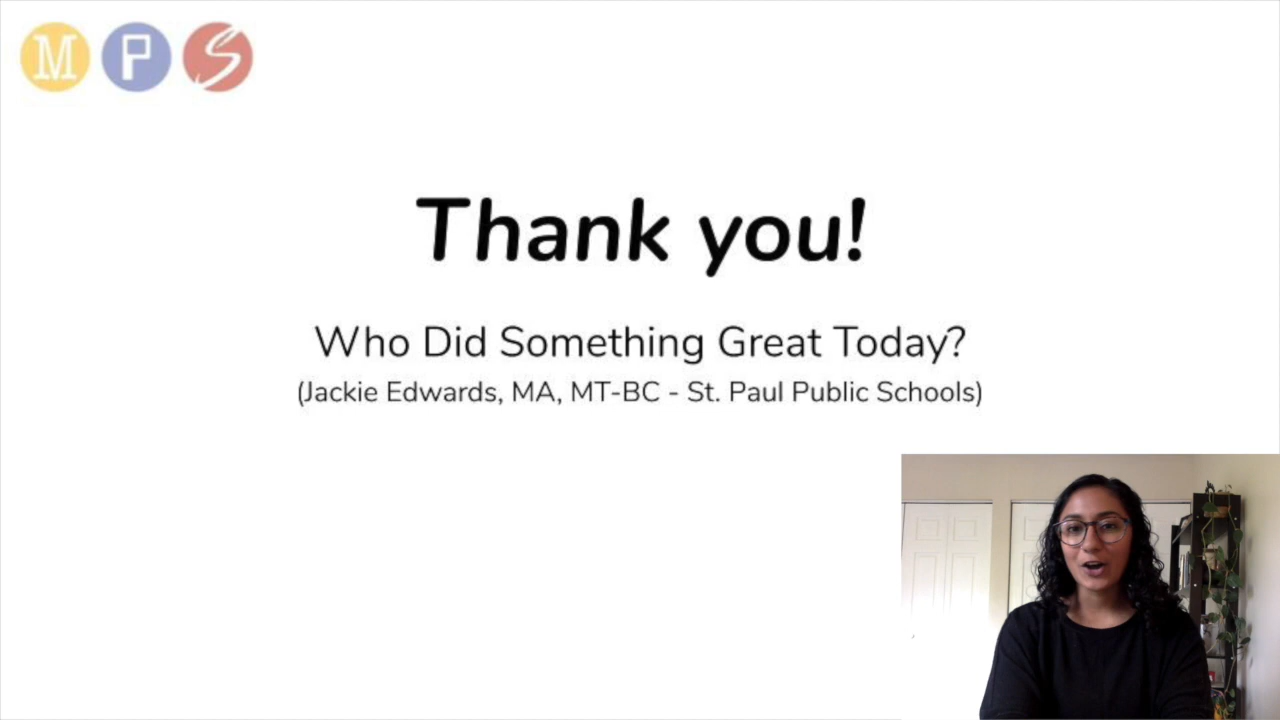 M P S
Thank you!
Who Did Something Great Today?
(Jackie Edwards, MA, MT-BC - St. Paul Public Schools)